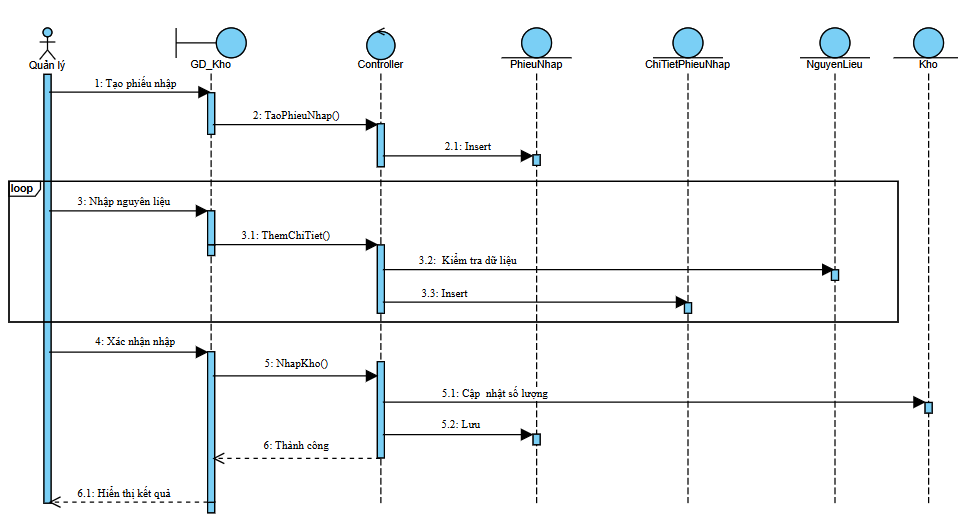 Quản lý
GD_Kho
Controller
PhieuNhap
ChiTietPhieuNhap
NguyenLieu
Kho
1: Tạo phiếu nhập
2: TaoPhieuNhap()
2.1: Insert
loop
3: Nhập nguyên liệu
3.1: ThemChiTiet()
3.2: Kiểm tra dữ liệu
3.3: Insert
4: Xác nhận nhập
5: NhapKho()
5.1: Cập nhật số lượng
5.2: Lưu
6: Thành công
6.1: Hiển thị kết quả